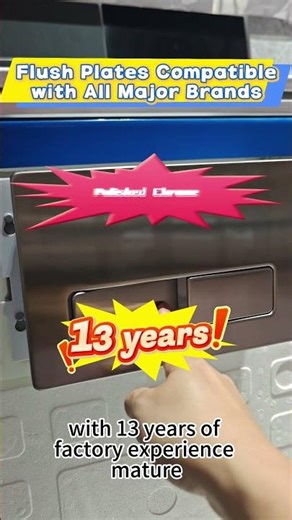 Flush Plates Compatible
with All Major Brands
Polished Chrome
13 years!
with 13 years of
factory experience
mature